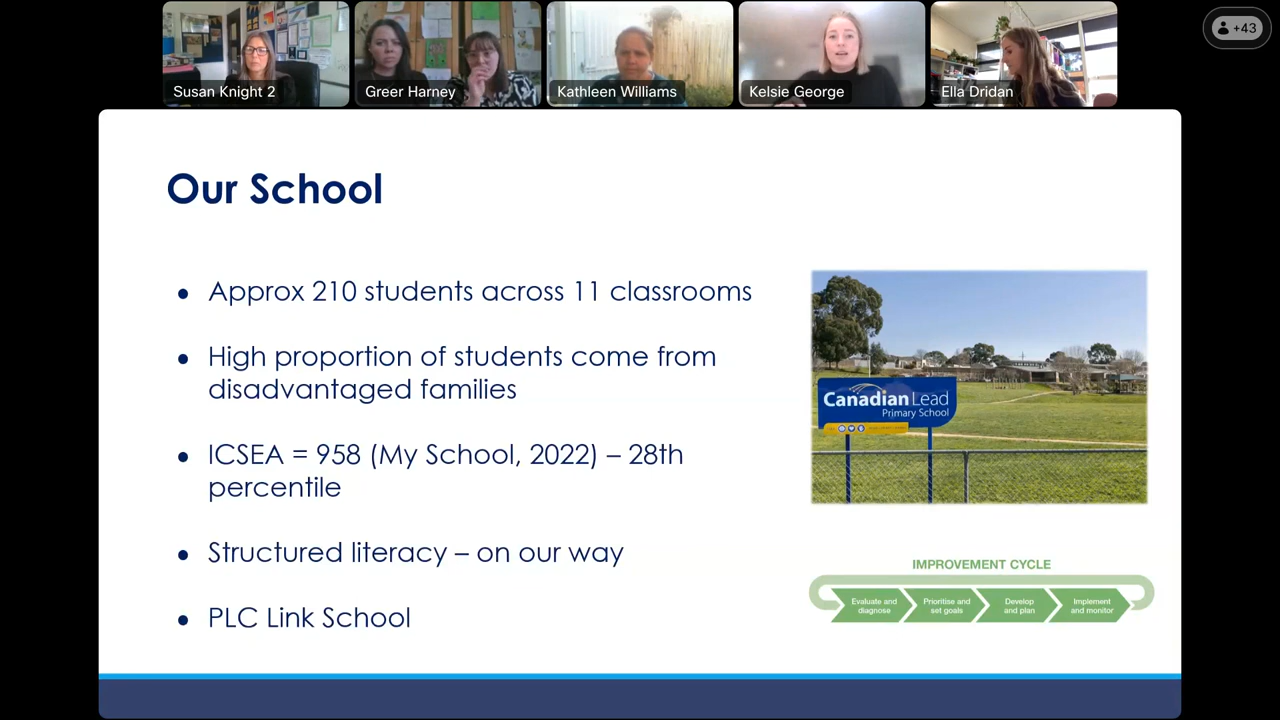 Susan Knight 2
Greer Harney
Kathleen Williams
Kelsie George
Ella Dridan
+43
Our School
● Approx 210 students across 11 classrooms
● High proportion of students come from
disadvantaged families
● ICSEA = 958 (My School, 2022) – 28th
percentile
● Structured literacy – on our way
● PLC Link School
Canadian Lead
Primary School
IMPROVEMENT CYCLE
Evaluate and
diagnose
Prioritise and
set goals
Develop
and plan
Implement
and monitor